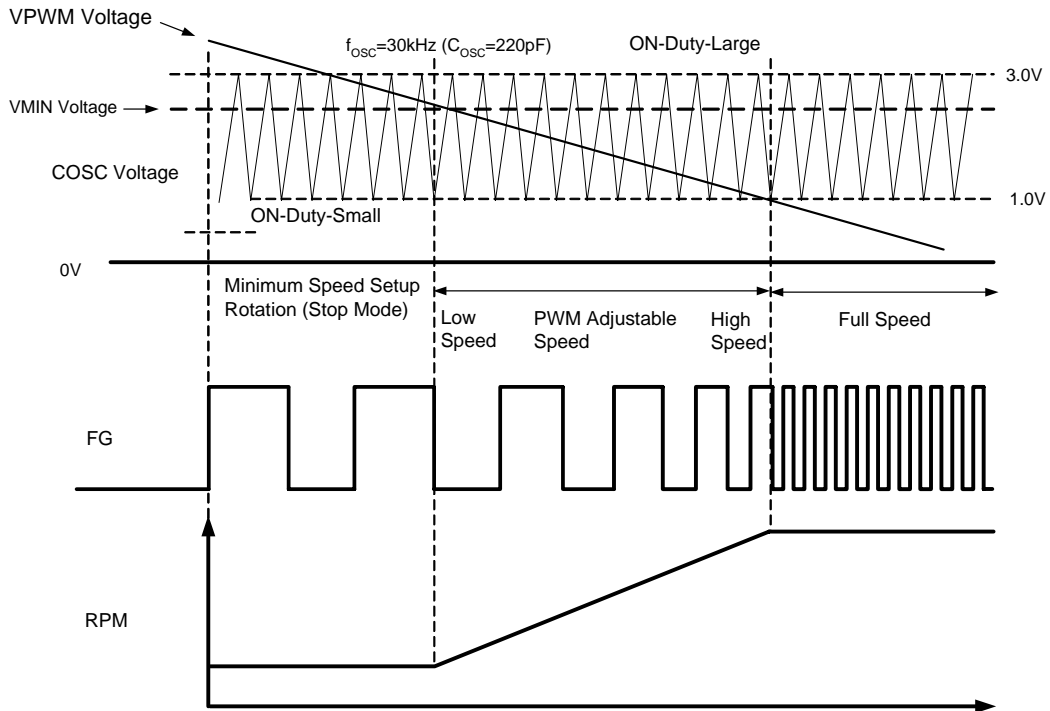 VPWM Voltage
fOSC=30kHz (COSC=220pF)
ON-Duty-Large
3.0V
VMIN Voltage
COSC Voltage
1.0V
ON-Duty-Small
0V
Minimum Speed Setup
Rotation (Stop Mode)
Low
Speed
PWM Adjustable
Speed
High
Speed
Full Speed
FG
RPM